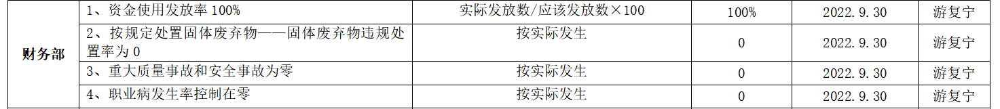 财务部
1、资金使用发放率100%
实际发放数/应该发放数×100
100%
2022.9.30
游复宁
2、按规定处置固体废弃物——固体废弃物违规处
置率为0
按实际发生
0
2022.9.30
游复宁
3、重大质量事故和安全事故为零
按实际发生
0
2022.9.30
游复宁
4、职业病发生率控制在零
按实际发生
0
2022.9.30
游复宁